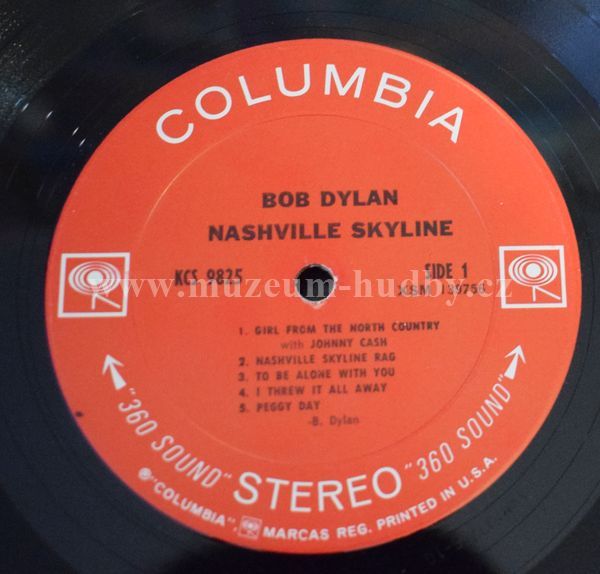 COLUMBIA
BOB DYLAN
NASHVILLE SKYLINE
KCS 9825
SIDE 1
XSM 139756
www.muzeum-hudby.cz
1. GIRL FROM THE NORTH COUNTRY
with JOHNNY CASH
2. NASHVILLE SKYLINE RAG
3. TO BE ALONE WITH YOU
4. I THREW IT ALL AWAY
5. PEGGY DAY
-B. Dylan
"360 SOUND" STEREO "360 SOUND"
℗"COLUMBIA", MARCAS REG. PRINTED IN U.S.A.